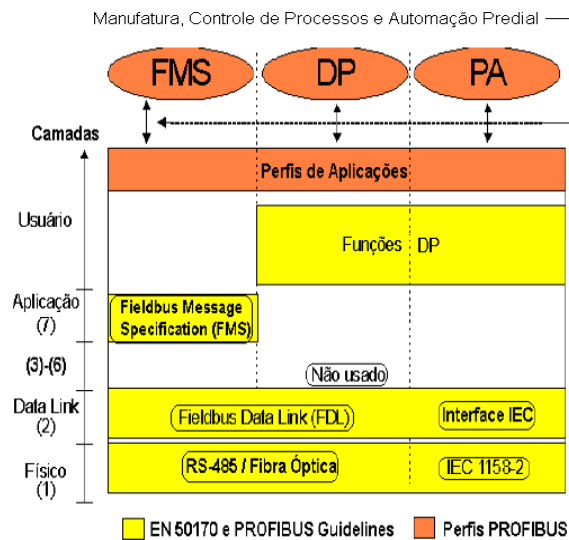 Manufatura, Controle de Processos e Automação Predial
FMS
DP
PA
Camadas
Perfis de Aplicações
Usuário
Funções DP
Aplicação
(7)
Fieldbus Message
Specification (FMS)
(3)-(6)
Não usado
Data Link
(2)
Fieldbus Data Link (FDL)
Interface IEC
Físico
(1)
RS-485 / Fibra Óptica
IEC 1158-2
EN 50170 e PROFIBUS Guidelines
Perfis PROFIBUS